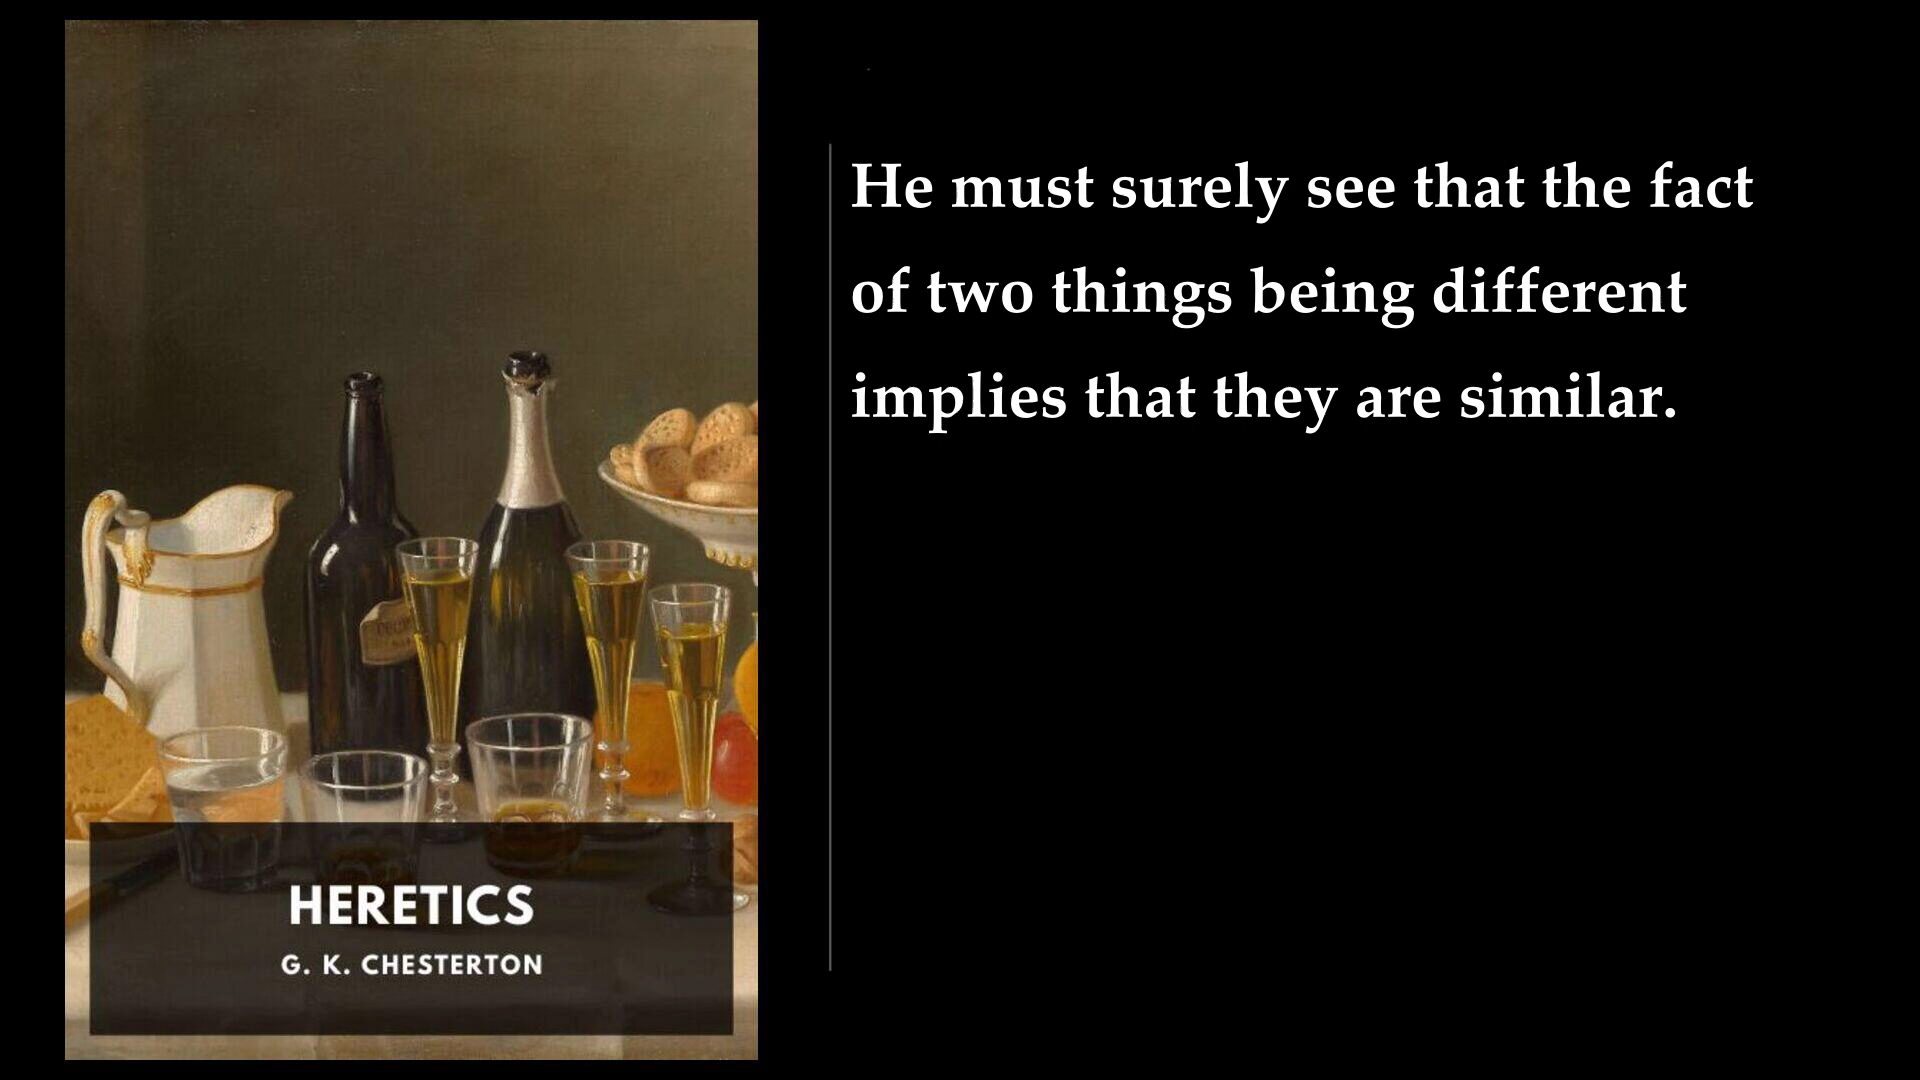 He must surely see that the fact
of two things being different
implies that they are similar.
HERETICS
G. K. CHESTERTON